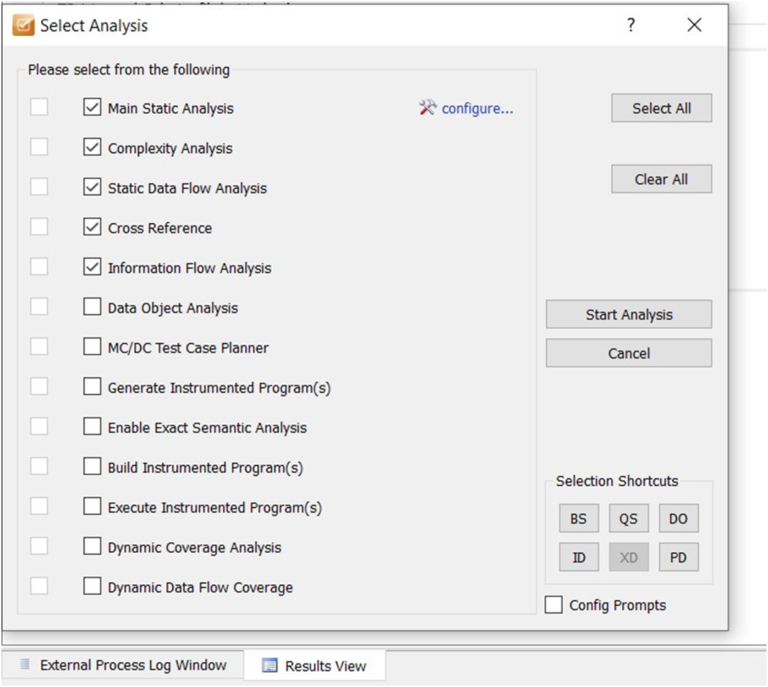 Select Analysis
?
Please select from the following
Main Static Analysis
configure...
Select All
Complexity Analysis
Static Data Flow Analysis
Clear All
Cross Reference
Information Flow Analysis
Data Object Analysis
Start Analysis
MC/DC Test Case Planner
Cancel
Generate Instrumented Program(s)
Enable Exact Semantic Analysis
Build Instrumented Program(s)
Selection Shortcuts
Execute Instrumented Program(s)
BS QS DO
Dynamic Coverage Analysis
ID XD PD
Dynamic Data Flow Coverage
Config Prompts
External Process Log Window
Results View